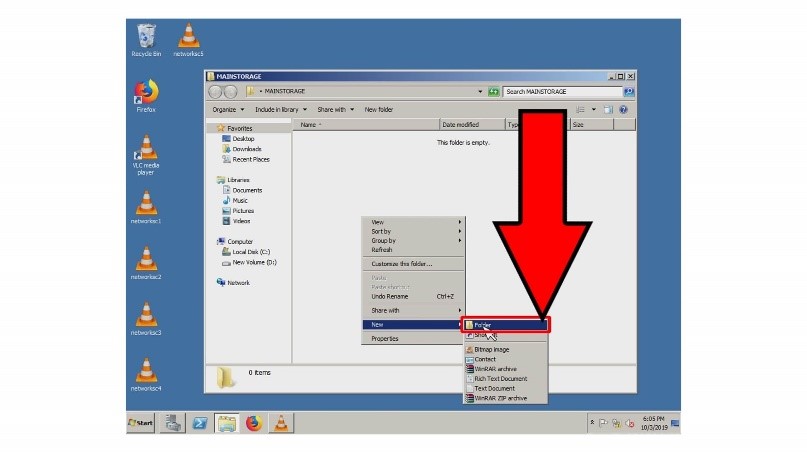 Recycle Bin
networksc5
Firefox
VLC media
player
networksc1
networksc2
networksc3
networksc4
MAINSTORAGE
MAINSTORAGE
Search MAINSTORAGE
Organize
Include in library
Share with
New folder
Favorites
Desktop
Downloads
Recent Places
Libraries
Documents
Music
Pictures
Videos
Computer
Local Disk (C:)
New Volume (D:)
Network
Name
Date modified
Size
This folder is empty.
View
Sort by
Group by
Refresh
Customize this folder...
Paste
Paste shortcut
Undo Rename Ctrl+Z
Share with
New
Properties
Folder
Bitmap image
Contact
WinRAR archive
Rich Text Document
Text Document
WinRAR ZIP archive
0 items
Start
6:05 PM
10/3/2019